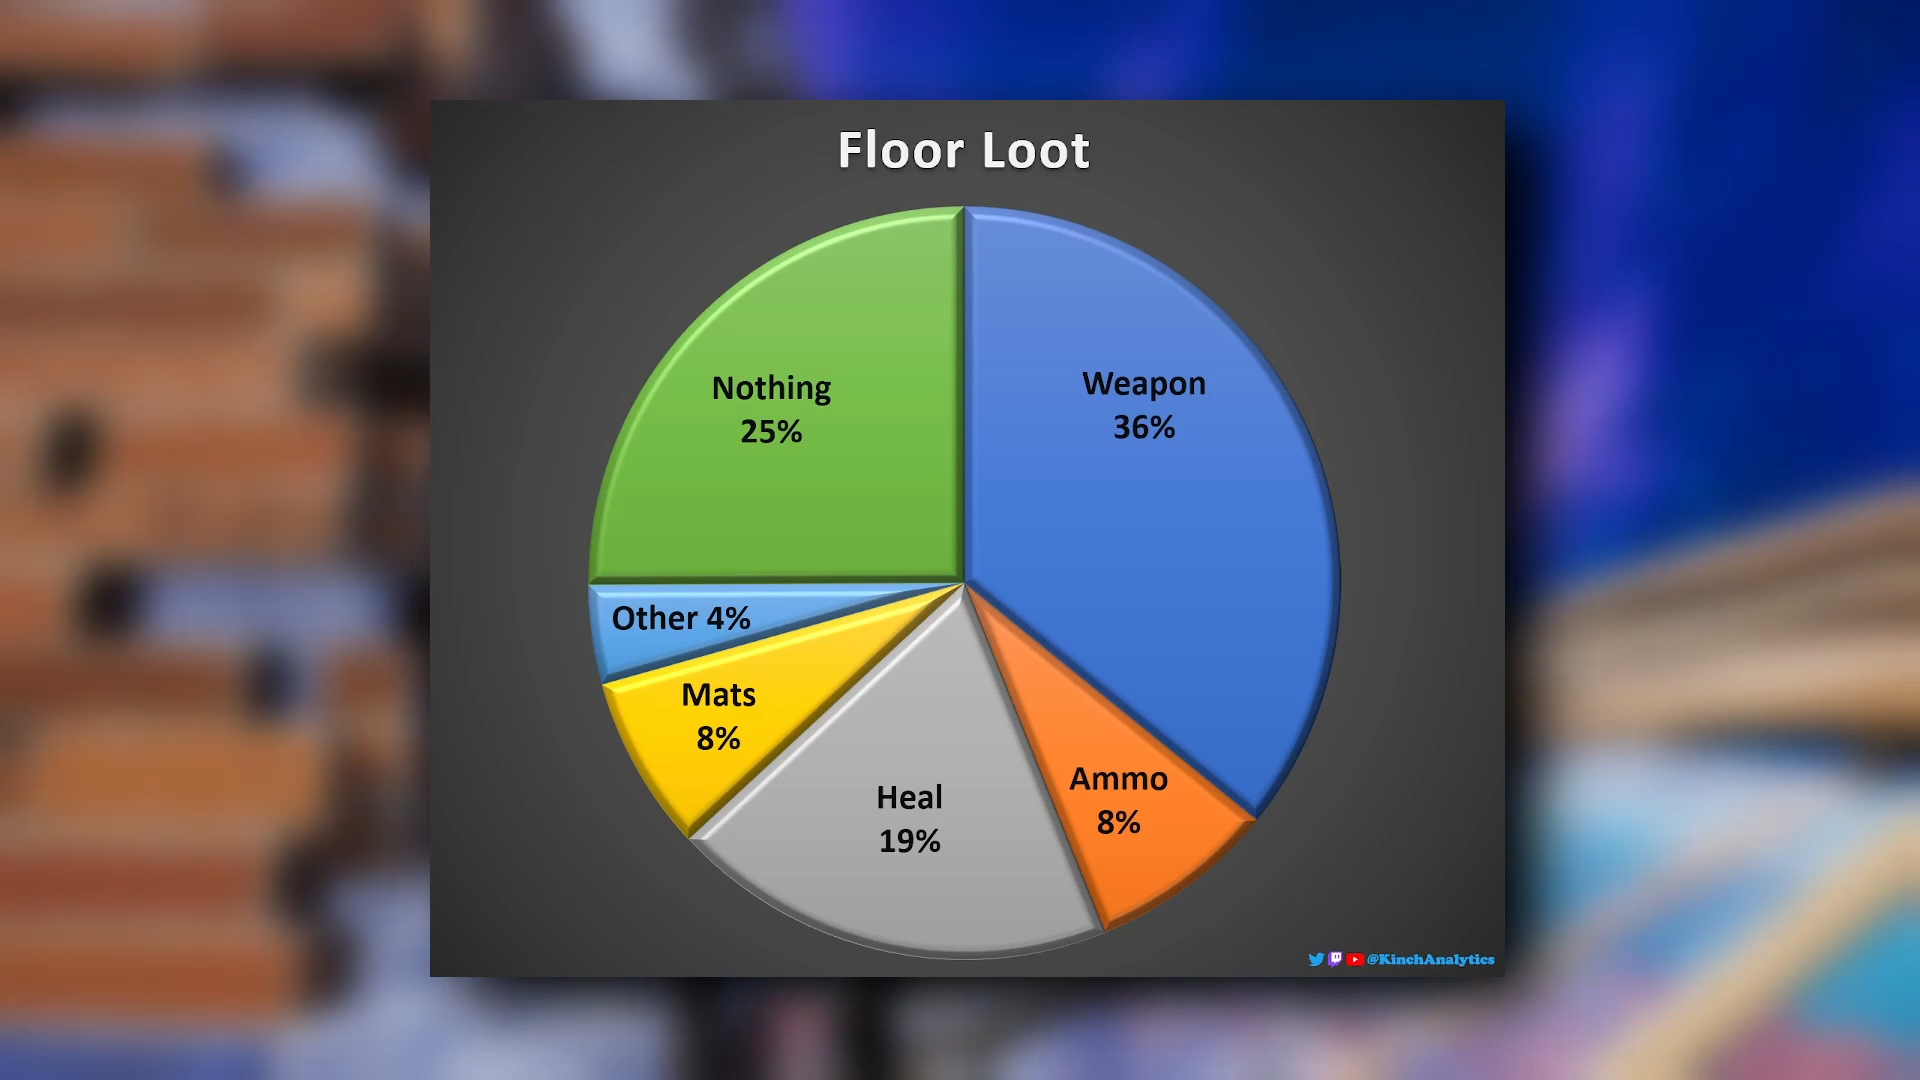 Floor Loot
Nothing
25%
Weapon
36%
Other 4%
Mats
8%
Heal
19%
Ammo
8%
@KinchAnalytics